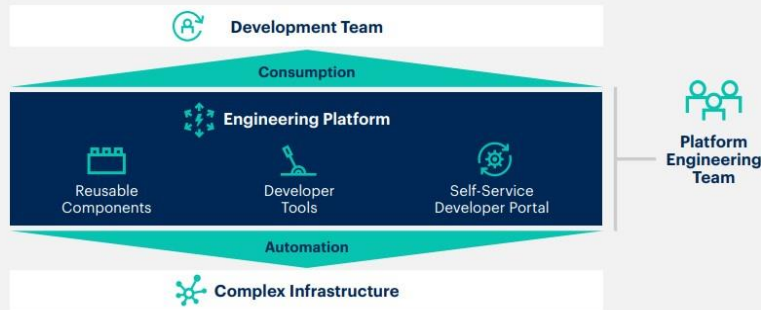 Development Team
Consumption
Engineering Platform
Reusable
Components
Developer
Tools
Self-Service
Developer Portal
Automation
Complex Infrastructure
Platform
Engineering
Team